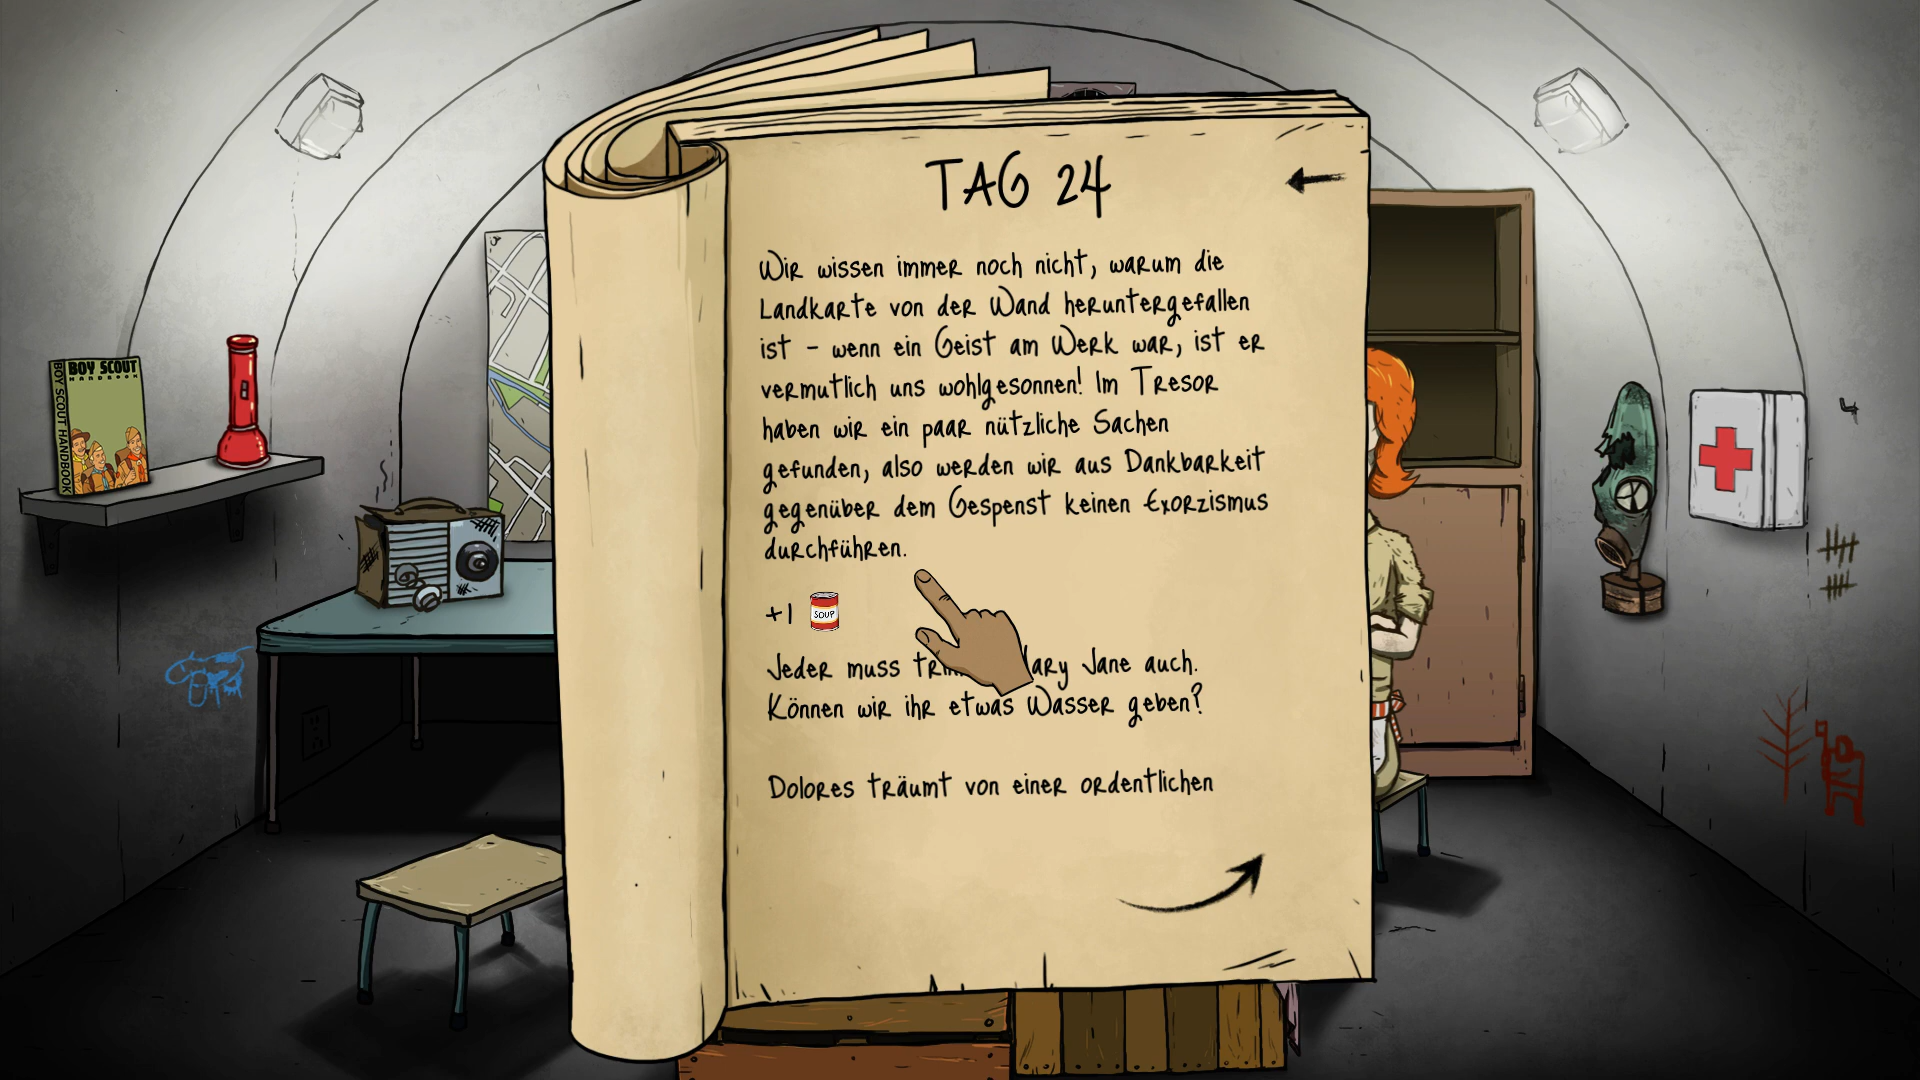 TAG 24
Wir wissen immer noch nicht, warum die
Landkarte von der Wand heruntergefallen
ist - wenn ein Geist am Werk war, ist er
vermutlich uns wohlgesonnen! Im Tresor
haben wir ein paar nützliche Sachen
gefunden, also werden wir aus Dankbarkeit
gegenüber dem Gespenst keinen Exorzismus
durchführen.
+1 SOUP
Jeder muss Jane auch.
Können wir ihr etwas Wasser geben?
Dolores träumt von einer ordentlichen
BOY SCOUT
HANDBOOK
BOY SCOUT HANDBOOK